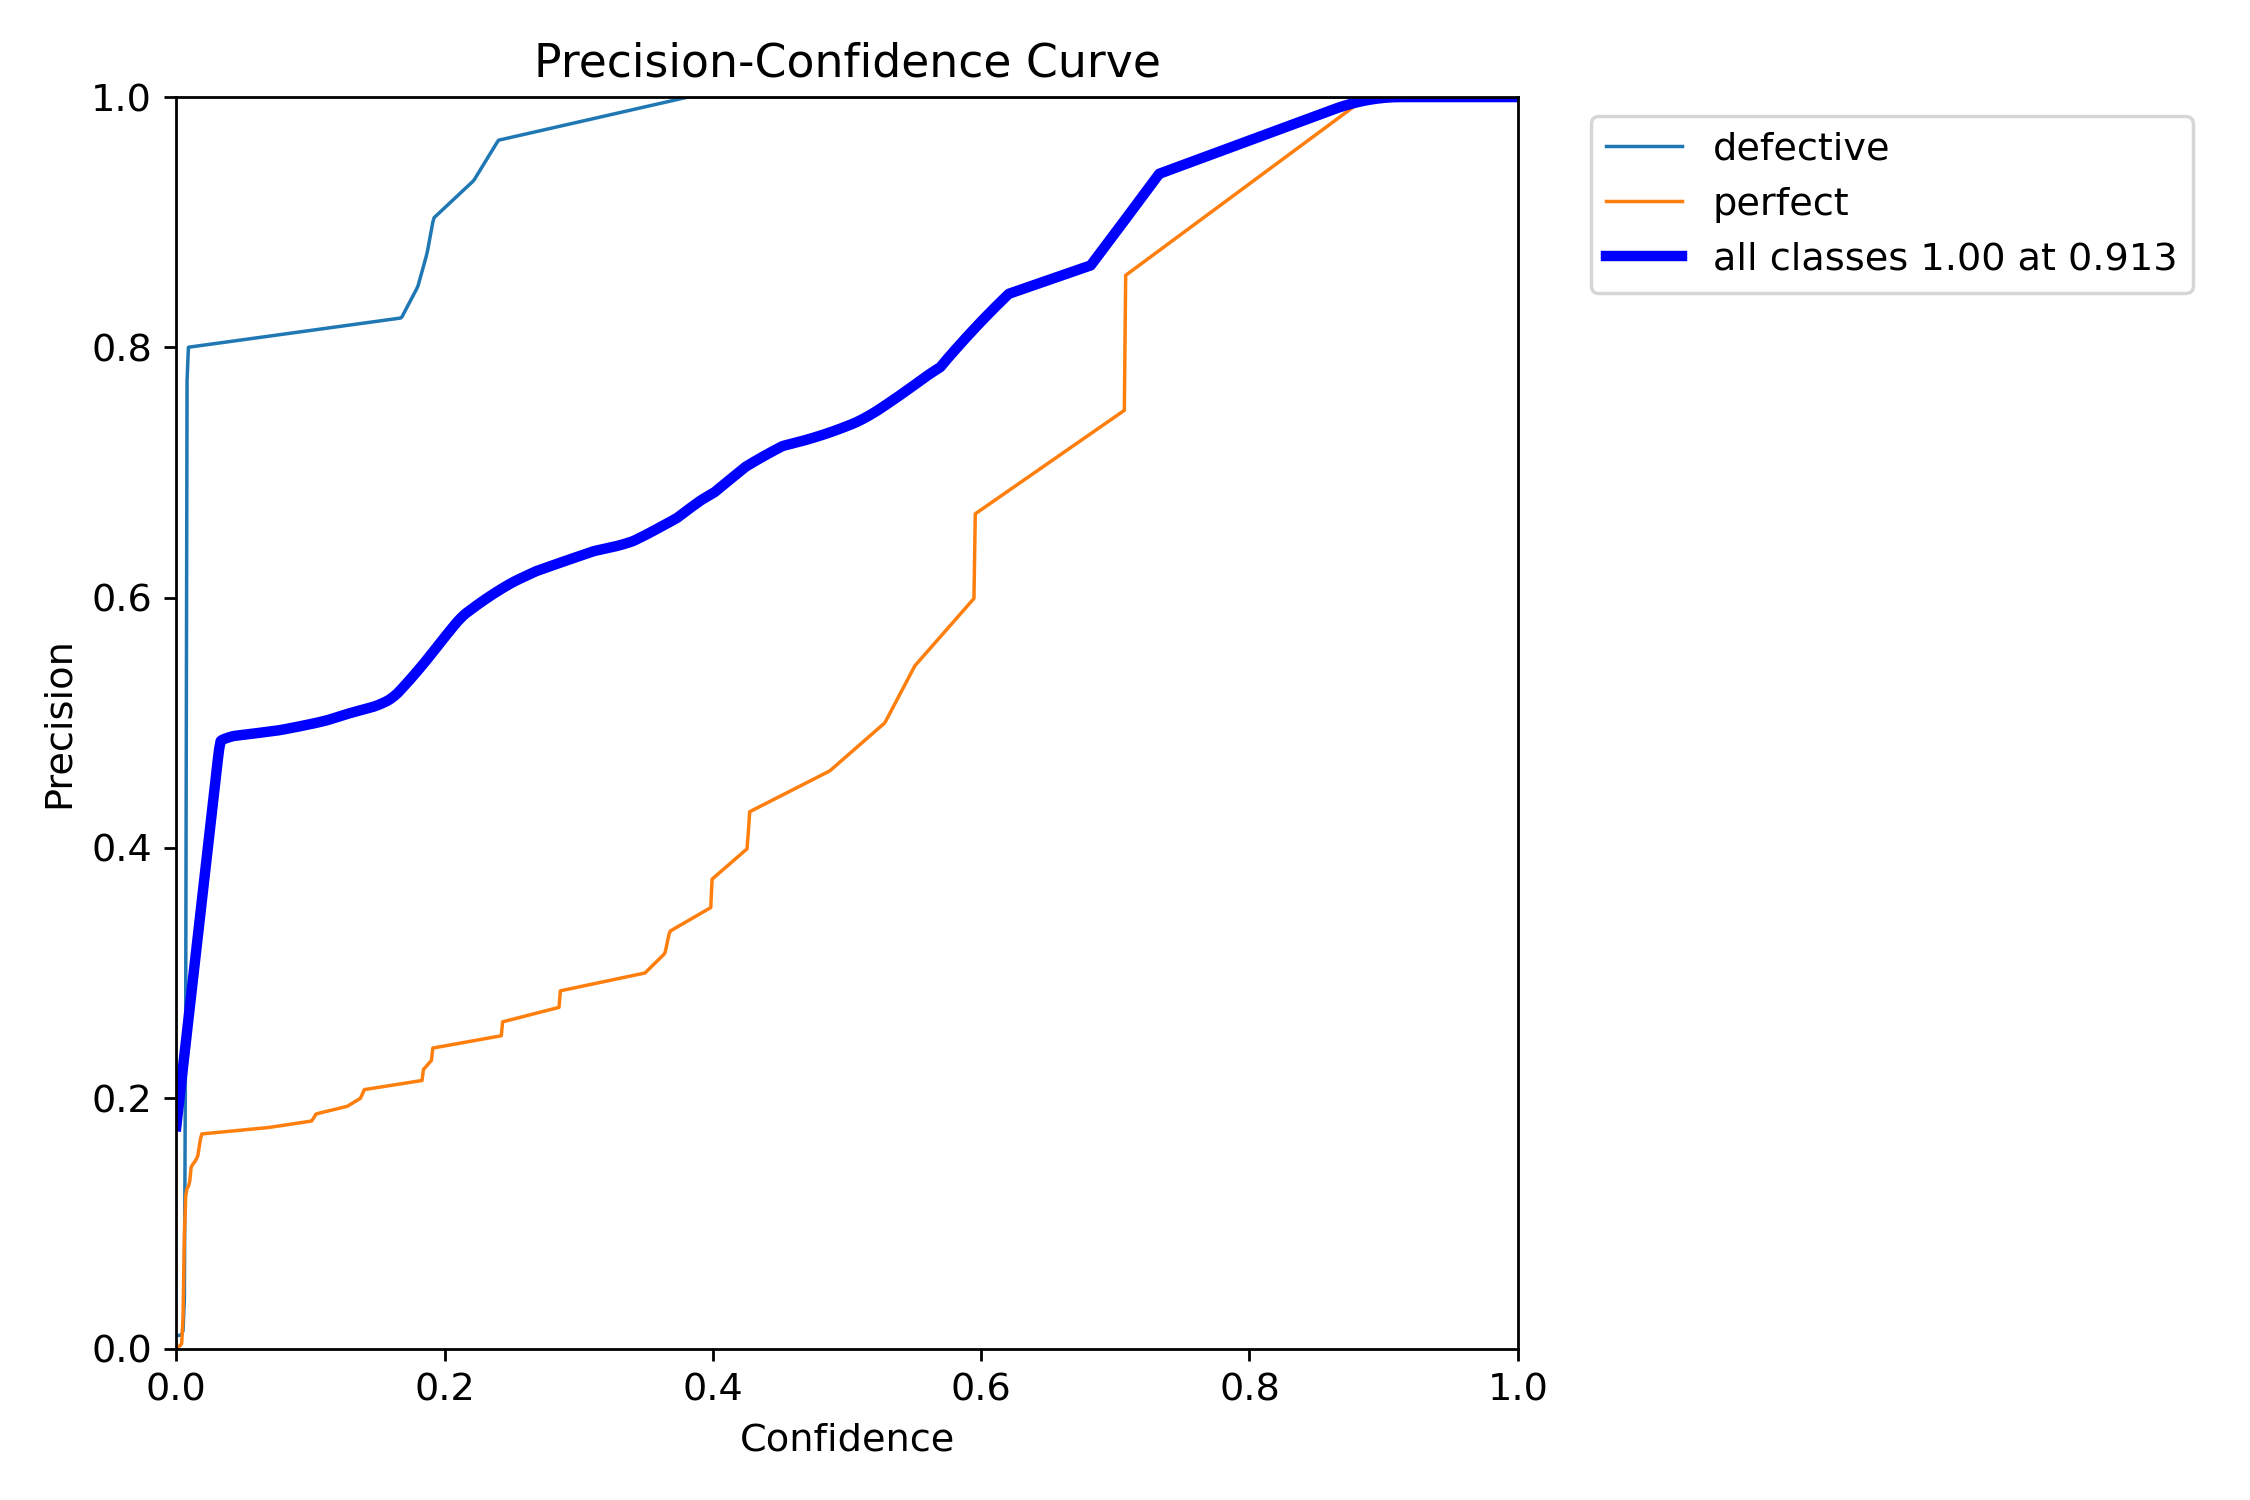 Precision-Confidence Curve
1.0
0.8
0.6
0.4
0.2
0.0
Precision
0.0 0.2 0.4 0.6 0.8 1.0
Confidence
defective
perfect
all classes 1.00 at 0.913